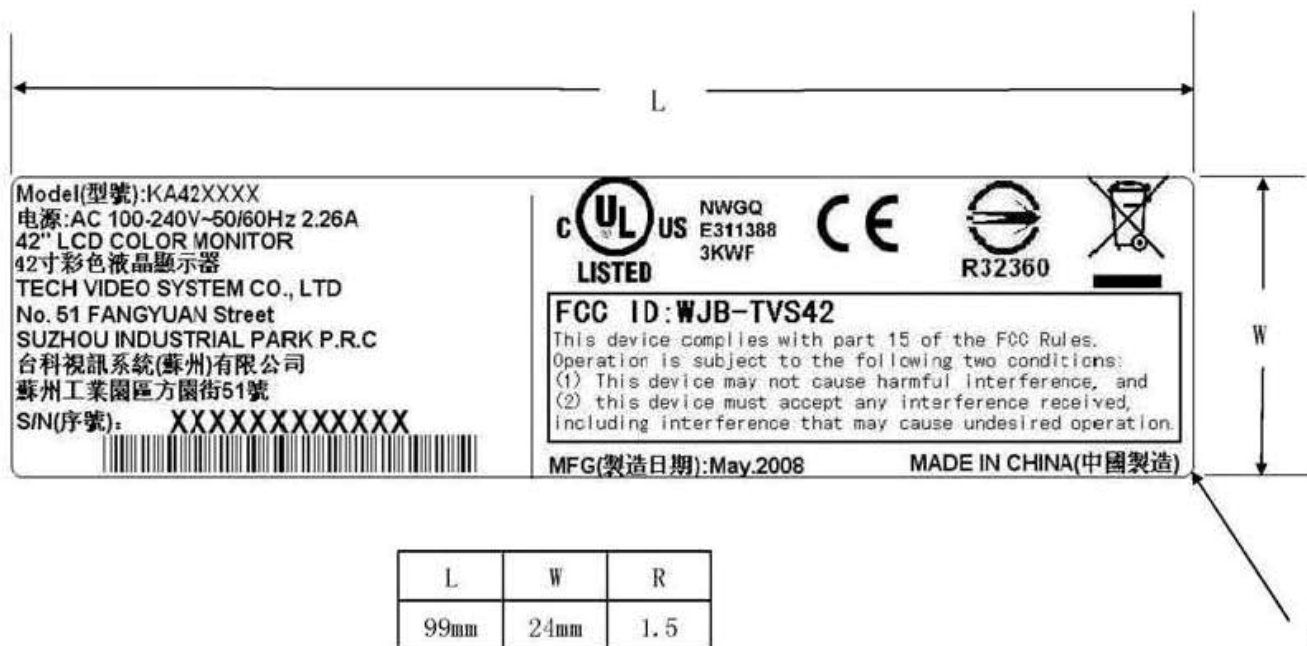 L
Model(型號):KA42XXXX
电源:AC 100-240V~50/60Hz 2.26A
42" LCD COLOR MONITOR
42寸彩色液晶顯示器
TECH VIDEO SYSTEM CO., LTD
No. 51 FANGYUAN Street
SUZHOU INDUSTRIAL PARK P.R.C
台科視訊系統(蘇州)有限公司
蘇州工業園區方園街51號
S/N(序號): XXXXXXXXXXXX
C UL US
LISTED
NWGQ
E311388
3KWF
CE
R32360
FCC ID:WJB-TVS42
This device complies with part 15 of the FCC Rules.
Operation is subject to the following two conditions:
(1) This device may not cause harmful interference, and
(2) this device must accept any interference received,
including interference that may cause undesired operation.
MFG(製造日期):May.2008
MADE IN CHINA(中國製造)
W
L W R
99mm 24mm 1.5